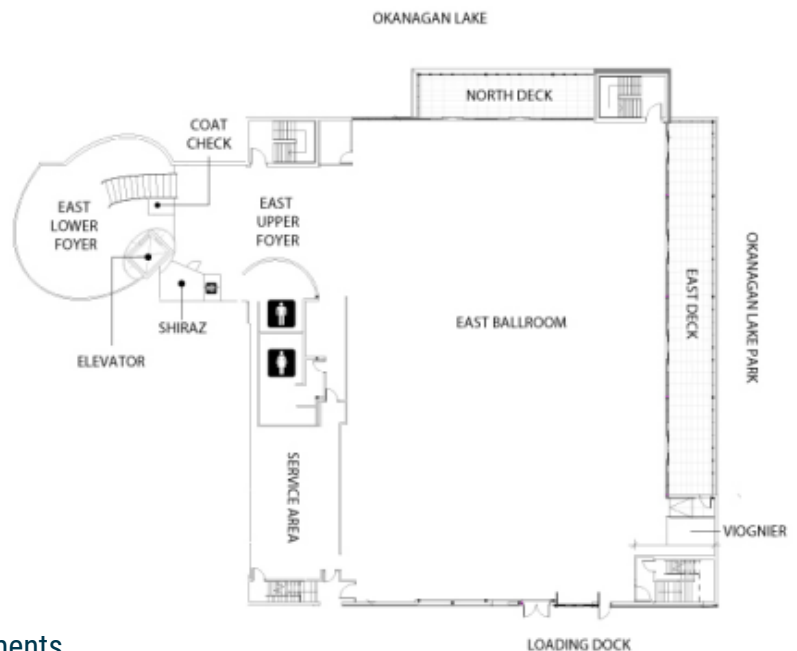 OKANAGAN LAKE
NORTH DECK
COAT
CHECK
EAST
LOWER
FOYER
EAST
UPPER
FOYER
OKANAGAN LAKE PARK
EAST DECK
EAST BALLROOM
SHIRAZ
ELEVATOR
SERVICE AREA
VIOGNIER
LOADING DOCK